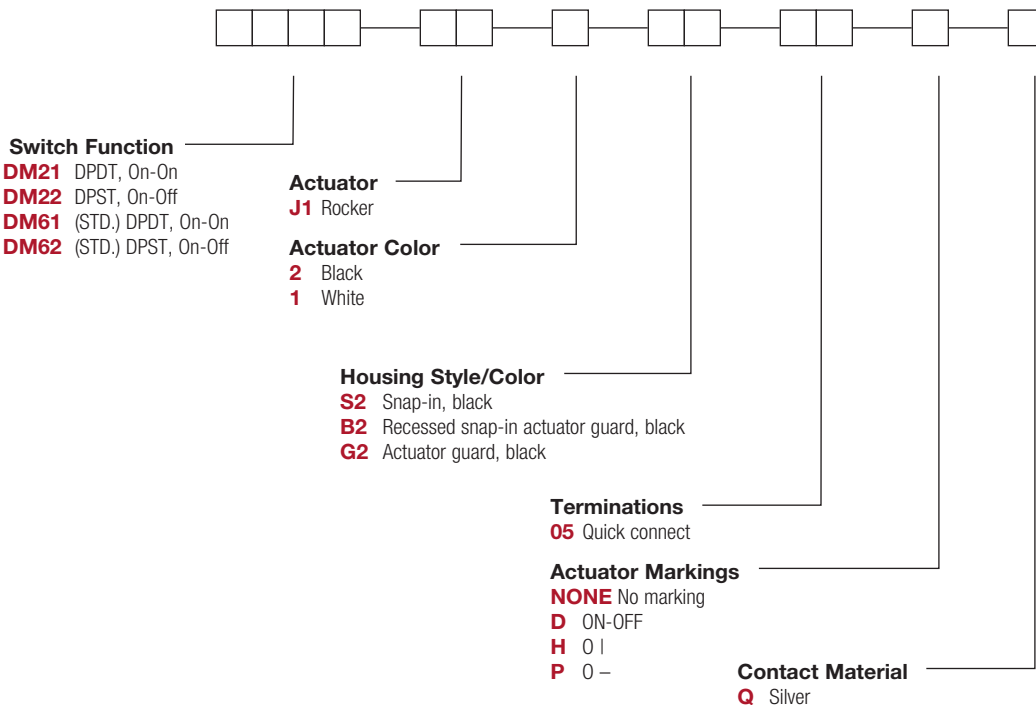 Switch Function
DM21 DPDT, On-On
DM22 DPST, On-Off
DM61 (STD.) DPDT, On-On
DM62 (STD.) DPST, On-Off
Actuator
J1 Rocker
Actuator Color
2 Black
1 White
Housing Style/Color
S2 Snap-in, black
B2 Recessed snap-in actuator guard, black
G2 Actuator guard, black
Terminations
05 Quick connect
Actuator Markings
NONE No marking
D ON-OFF
H O |
P O –
Contact Material
Q Silver